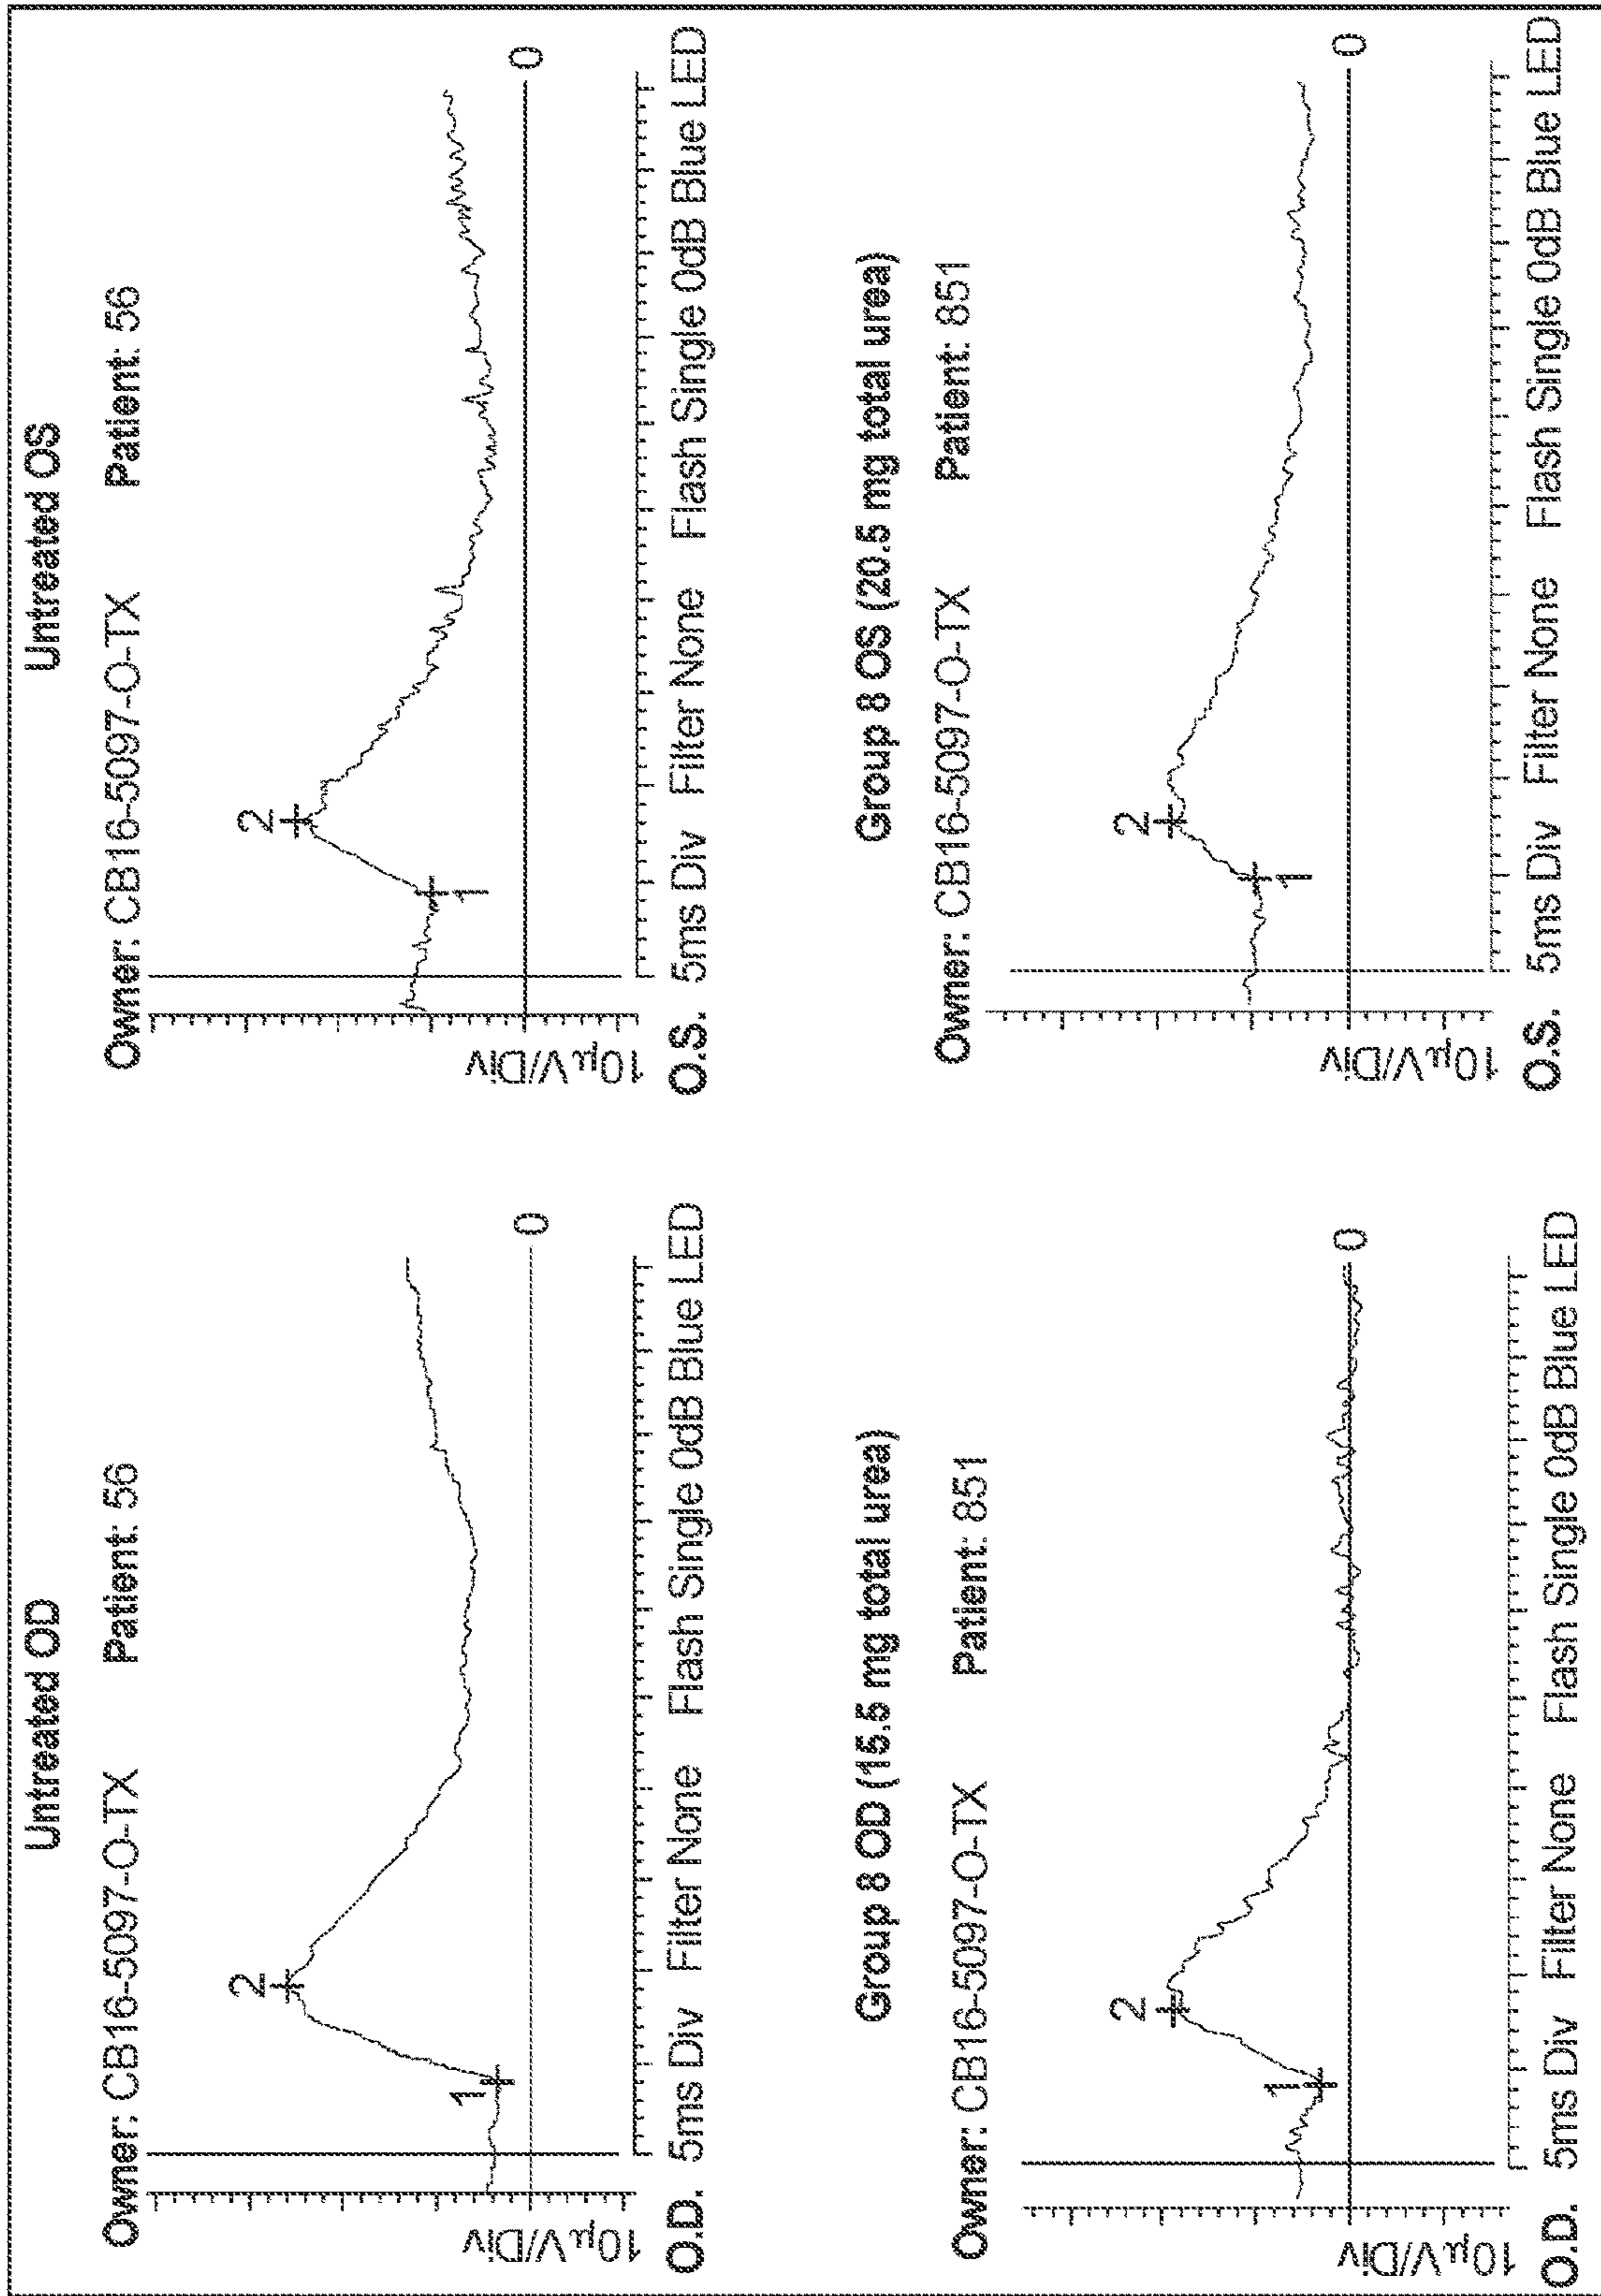 Untreated OD
Owner: CB16-5097-O-TX Patient: 56
2
1
0
10µV/Div
O.D. 5ms Div Filter None Flash Single 0dB Blue LED
Untreated OS
Owner: CB16-5097-O-TX Patient: 56
2
1
0
10µV/Div
O.S. 5ms Div Filter None Flash Single 0dB Blue LED
Group 8 OD (15.5 mg total urea)
Owner: CB16-5097-O-TX Patient: 851
2
1
0
10µV/Div
O.D. 5ms Div Filter None Flash Single 0dB Blue LED
Group 8 OS (20.5 mg total urea)
Owner: CB16-5097-O-TX Patient: 851
2
1
0
10µV/Div
O.S. 5ms Div Filter None Flash Single 0dB Blue LED